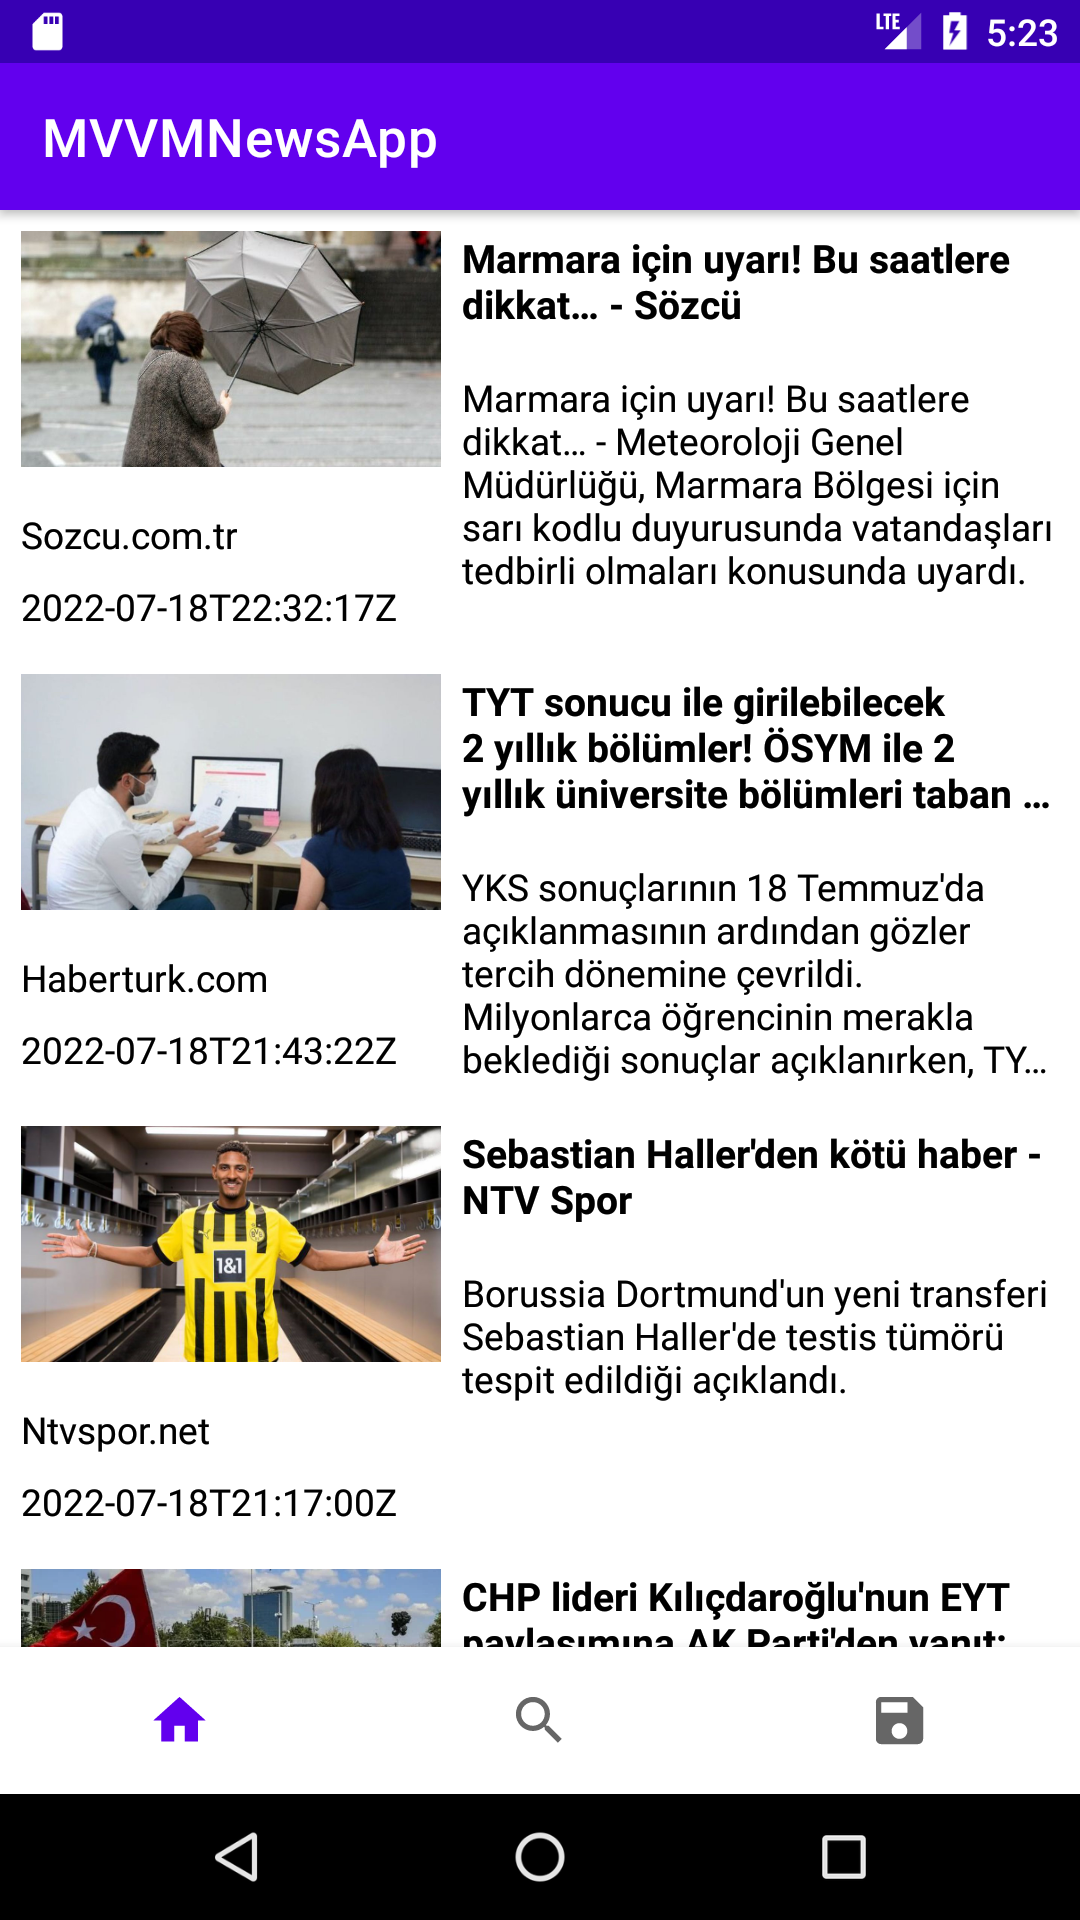 LTE 5:23
MVVMNewsApp
Marmara için uyarı! Bu saatlere
dikkat… - Sözcü
Marmara için uyarı! Bu saatlere
dikkat… - Meteoroloji Genel
Müdürlüğü, Marmara Bölgesi için
sarı kodlu duyurusunda vatandaşları
tedbirli olmaları konusunda uyardı.
Sozcu.com.tr
2022-07-18T22:32:17Z
TYT sonucu ile girilebilecek
2 yıllık bölümler! ÖSYM ile 2
yıllık üniversite bölümleri taban …
YKS sonuçlarının 18 Temmuz'da
açıklanmasının ardından gözler
tercih dönemine çevrildi.
Milyonlarca öğrencinin merakla
beklediği sonuçlar açıklanırken, TY…
Haberturk.com
2022-07-18T21:43:22Z
1&1
Sebastian Haller'den kötü haber -
NTV Spor
Borussia Dortmund'un yeni transferi
Sebastian Haller'de testis tümörü
tespit edildiği açıklandı.
Ntvspor.net
2022-07-18T21:17:00Z
CHP lideri Kılıçdaroğlu'nun EYT
paylaşımına AK Parti'den yanıt: